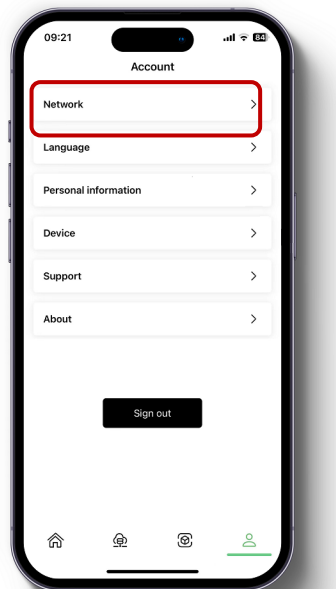 09:21
84
Account
Network
Language
Personal information
Device
Support
About
Sign out